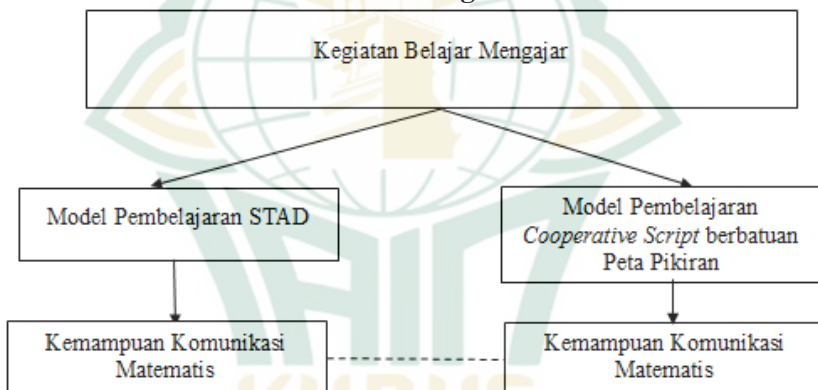 Kegiatan Belajar Mengajar
Model Pembelajaran STAD
Model Pembelajaran
Cooperative Script berbatuan
Peta Pikiran
Kemampuan Komunikasi
Matematis
Kemampuan Komunikasi
Matematis